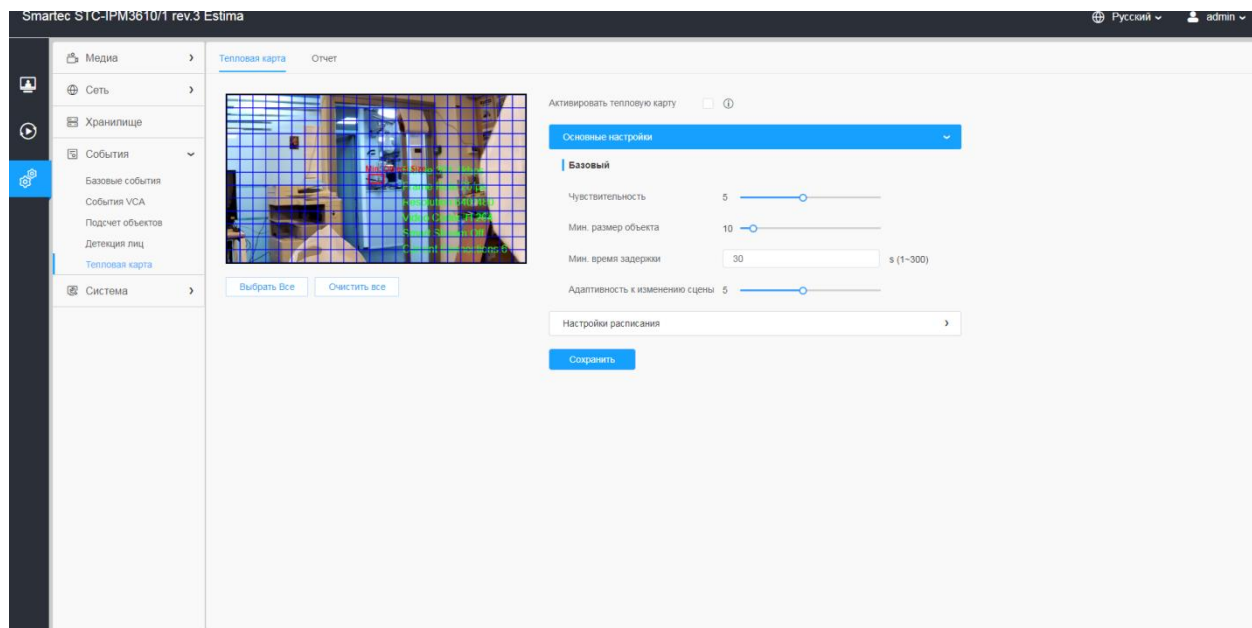 Smartec STC-IPM3610/1 rev.3 Estima
Русский
admin
Медиа
Сеть
Хранилище
События
Базовые события
События VCA
Подсчет объектов
Детекция лиц
Тепловая карта
Система
Тепловая карта
Отчет
Выбрать Все
Очистить все
Активировать тепловую карту
Основные настройки
Базовый
Чувствительность
5
Мин. размер объекта
10
Мин. время задержки
30
s (1~300)
Адаптивность к изменению сцены
5
Настройки расписания
Сохранить